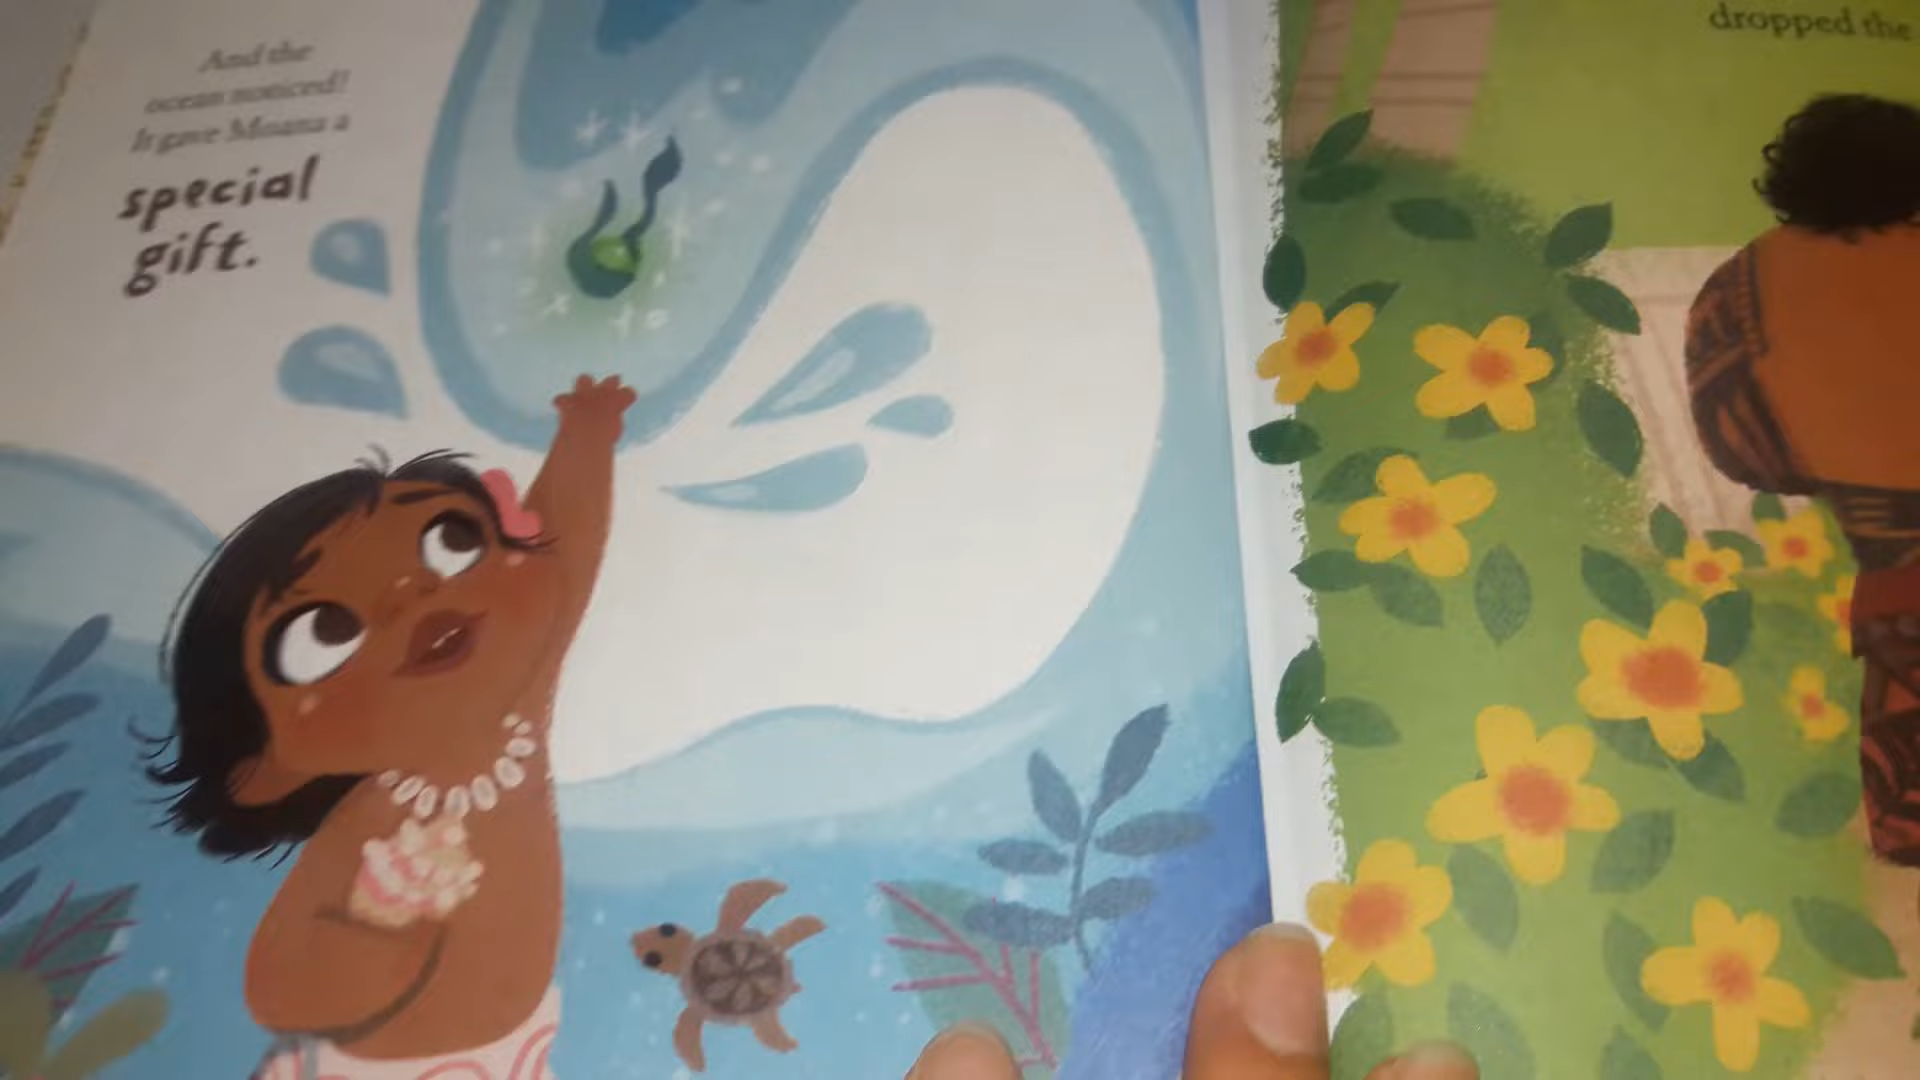 And the
ocean noticed!
It gave Moana a
special
gift.
dropped the